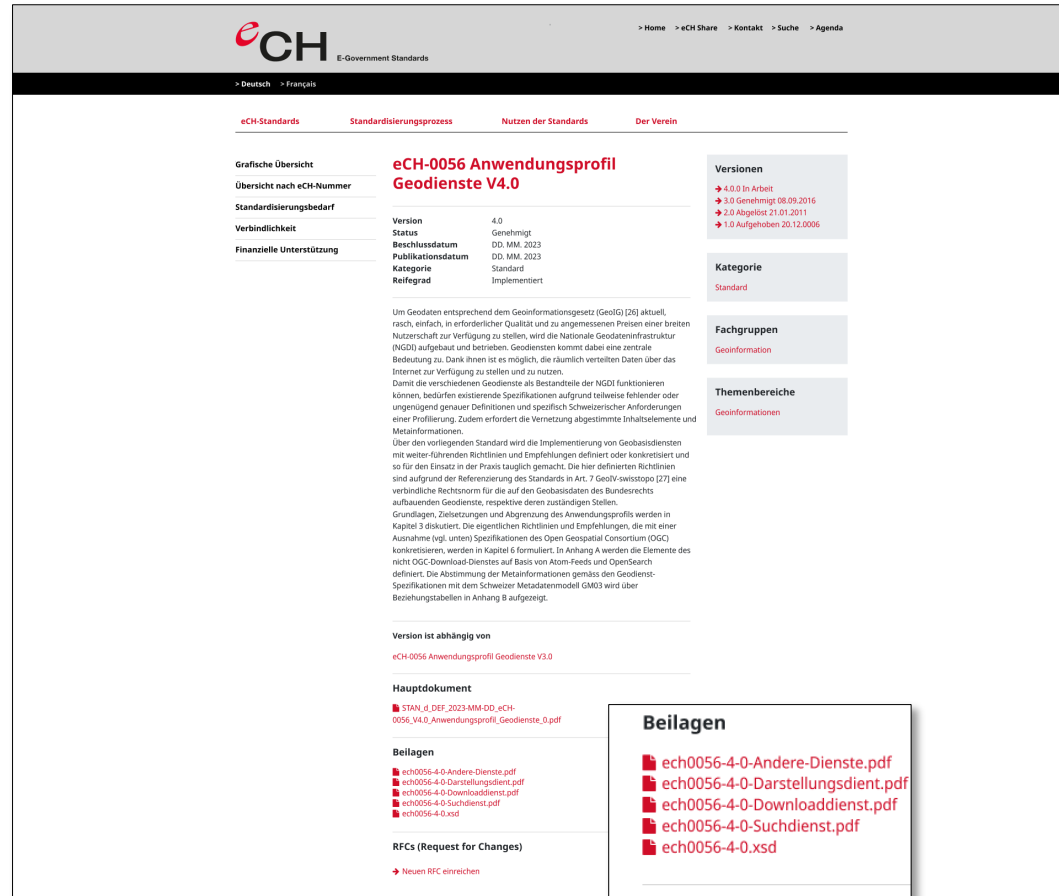 eCH E-Government Standards
> Home > eCH Share > Kontakt > Suche > Agenda
> Deutsch > Français
eCH-Standards Standardisierungsprozess Nutzen der Standards Der Verein
Grafische Übersicht
Übersicht nach eCH-Nummer
Standardisierungsbedarf
Verbindlichkeit
Finanzielle Unterstützung
eCH-0056 Anwendungsprofil
Geodienste V4.0
Version 4.0
Status Genehmigt
Beschlussdatum DD. MM. 2023
Publikationsdatum DD. MM. 2023
Kategorie Standard
Reifegrad Implementiert
Um Geodaten entsprechend dem Geoinformationsgesetz (GeoIG) [26] aktuell,
rasch, einfach, in erforderlicher Qualität und zu angemessenen Preisen einer breiten
Nutzerschaft zur Verfügung zu stellen, wird die Nationale Geodateninfrastruktur
(NGDI) aufgebaut und betrieben. Geodiensten kommt dabei eine zentrale
Bedeutung zu. Dank ihnen ist es möglich, die räumlich verteilten Daten über das
Internet zur Verfügung zu stellen und zu nutzen.
Damit die verschiedenen Geodienste als Bestandteile der NGDI funktionieren
können, bedürfen existierende Spezifikationen aufgrund teilweise fehlender oder
ungenügend genauer Definitionen und spezifisch Schweizerischer Anforderungen
einer Profilierung. Zudem erfordert die Vernetzung abgestimmte Inhaltselemente und
Metainformationen.
Über den vorliegenden Standard wird die Implementierung von Geobasisdiensten
mit weiter-führenden Richtlinien und Empfehlungen definiert oder konkretisiert und
so für den Einsatz in der Praxis tauglich gemacht. Die hier definierten Richtlinien
sind aufgrund der Referenzierung des Standards in Art. 7 GeoIV-swisstopo [27] eine
verbindliche Rechtsnorm für die auf den Geobasisdaten des Bundesrechts
aufbauenden Geodienste, respektive deren zuständigen Stellen.
Grundlagen, Zielsetzungen und Abgrenzung des Anwendungsprofils werden in
Kapitel 3 diskutiert. Die eigentlichen Richtlinien und Empfehlungen, die mit einer
Ausnahme (vgl. unten) Spezifikationen des Open Geospatial Consortium (OGC)
konkretisieren, werden in Kapitel 6 formuliert. In Anhang A werden die Elemente des
nicht OGC-Download-Dienstes auf Basis von Atom-Feeds und OpenSearch
definiert. Die Abstimmung der Metainformationen gemäss den Geodienst-
Spezifikationen mit dem Schweizer Metadatenmodell GM03 wird über
Beziehungstabellen in Anhang B aufgezeigt.
Version ist abhängig von
eCH-0056 Anwendungsprofil Geodienste V3.0
Hauptdokument
STAN_d_DEF_2023-MM-DD_eCH-
0056_V4.0_Anwendungsprofil_Geodienste_0.pdf
Beilagen
ech0056-4-0-Andere-Dienste.pdf
ech0056-4-0-Darstellungsdient.pdf
ech0056-4-0-Downloaddienst.pdf
ech0056-4-0-Suchdienst.pdf
ech0056-4-0.xsd
RFCs (Request for Changes)
Neuen RFC einreichen
Versionen
4.0.0 In Arbeit
3.0 Genehmigt 08.09.2016
2.0 Abgelöst 21.01.2011
1.0 Aufgehoben 20.12.0006
Kategorie
Standard
Fachgruppen
Geoinformation
Themenbereiche
Geoinformationen
Beilagen
ech0056-4-0-Andere-Dienste.pdf
ech0056-4-0-Darstellungsdient.pdf
ech0056-4-0-Downloaddienst.pdf
ech0056-4-0-Suchdienst.pdf
ech0056-4-0.xsd